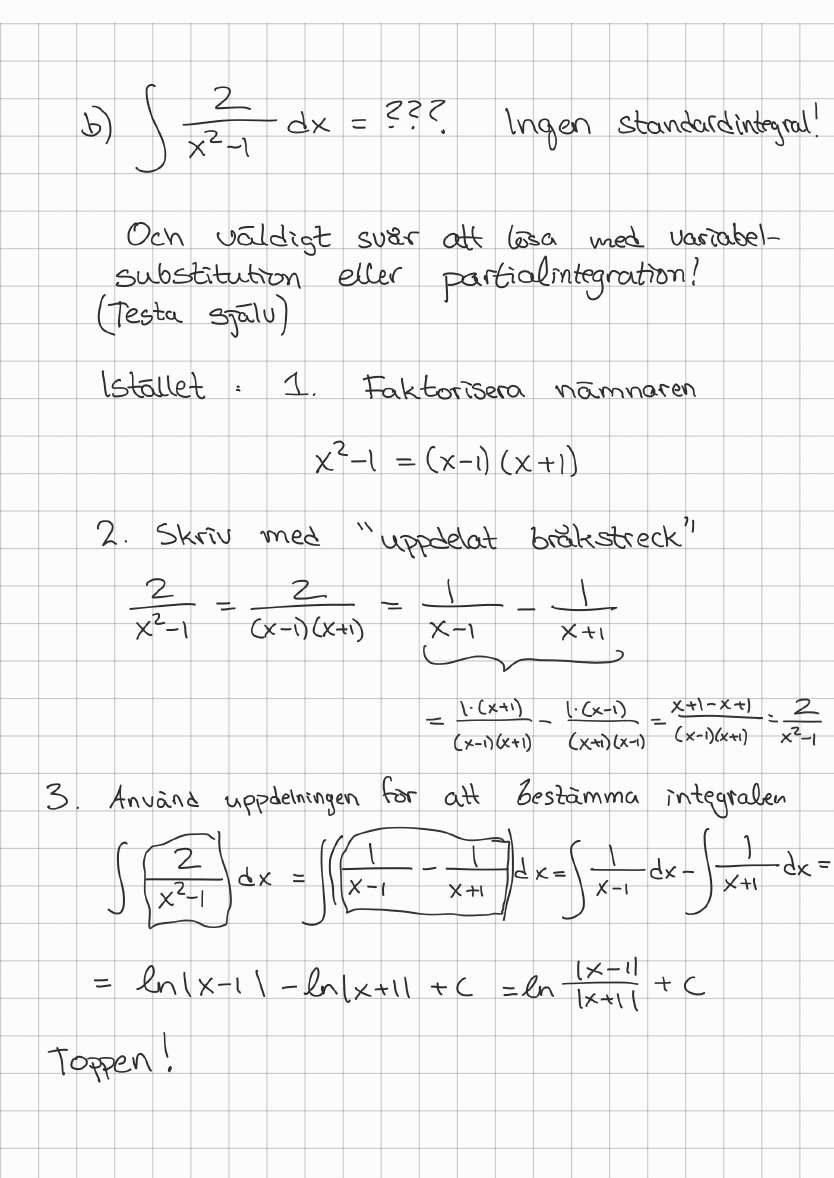 b) ∫ 2/(x²-1) dx = ???. Ingen standardintegral!
Och väldigt svår att lösa med variabel-
substitution eller partialintegration!
(Testa själv)
Istället : 1. Faktorisera nämnaren
x²-1 = (x-1)(x+1)
2. Skriv med "uppdelat bråkstreck"
2/(x²-1) = 2/((x-1)(x+1)) = 1/(x-1) - 1/(x+1)
= 1·(x+1)/((x-1)(x+1)) - 1·(x-1)/((x+1)(x-1)) = (x+1-x+1)/((x-1)(x+1)) = 2/(x²-1)
3. Använd uppdelningen för att bestämma integralen
∫ (2/(x²-1)) dx = ∫ (1/(x-1) - 1/(x+1)) dx = ∫ 1/(x-1) dx - ∫ 1/(x+1) dx =
= ln|x-1| - ln|x+1| + C = ln |x-1|/|x+1| + C
Toppen!